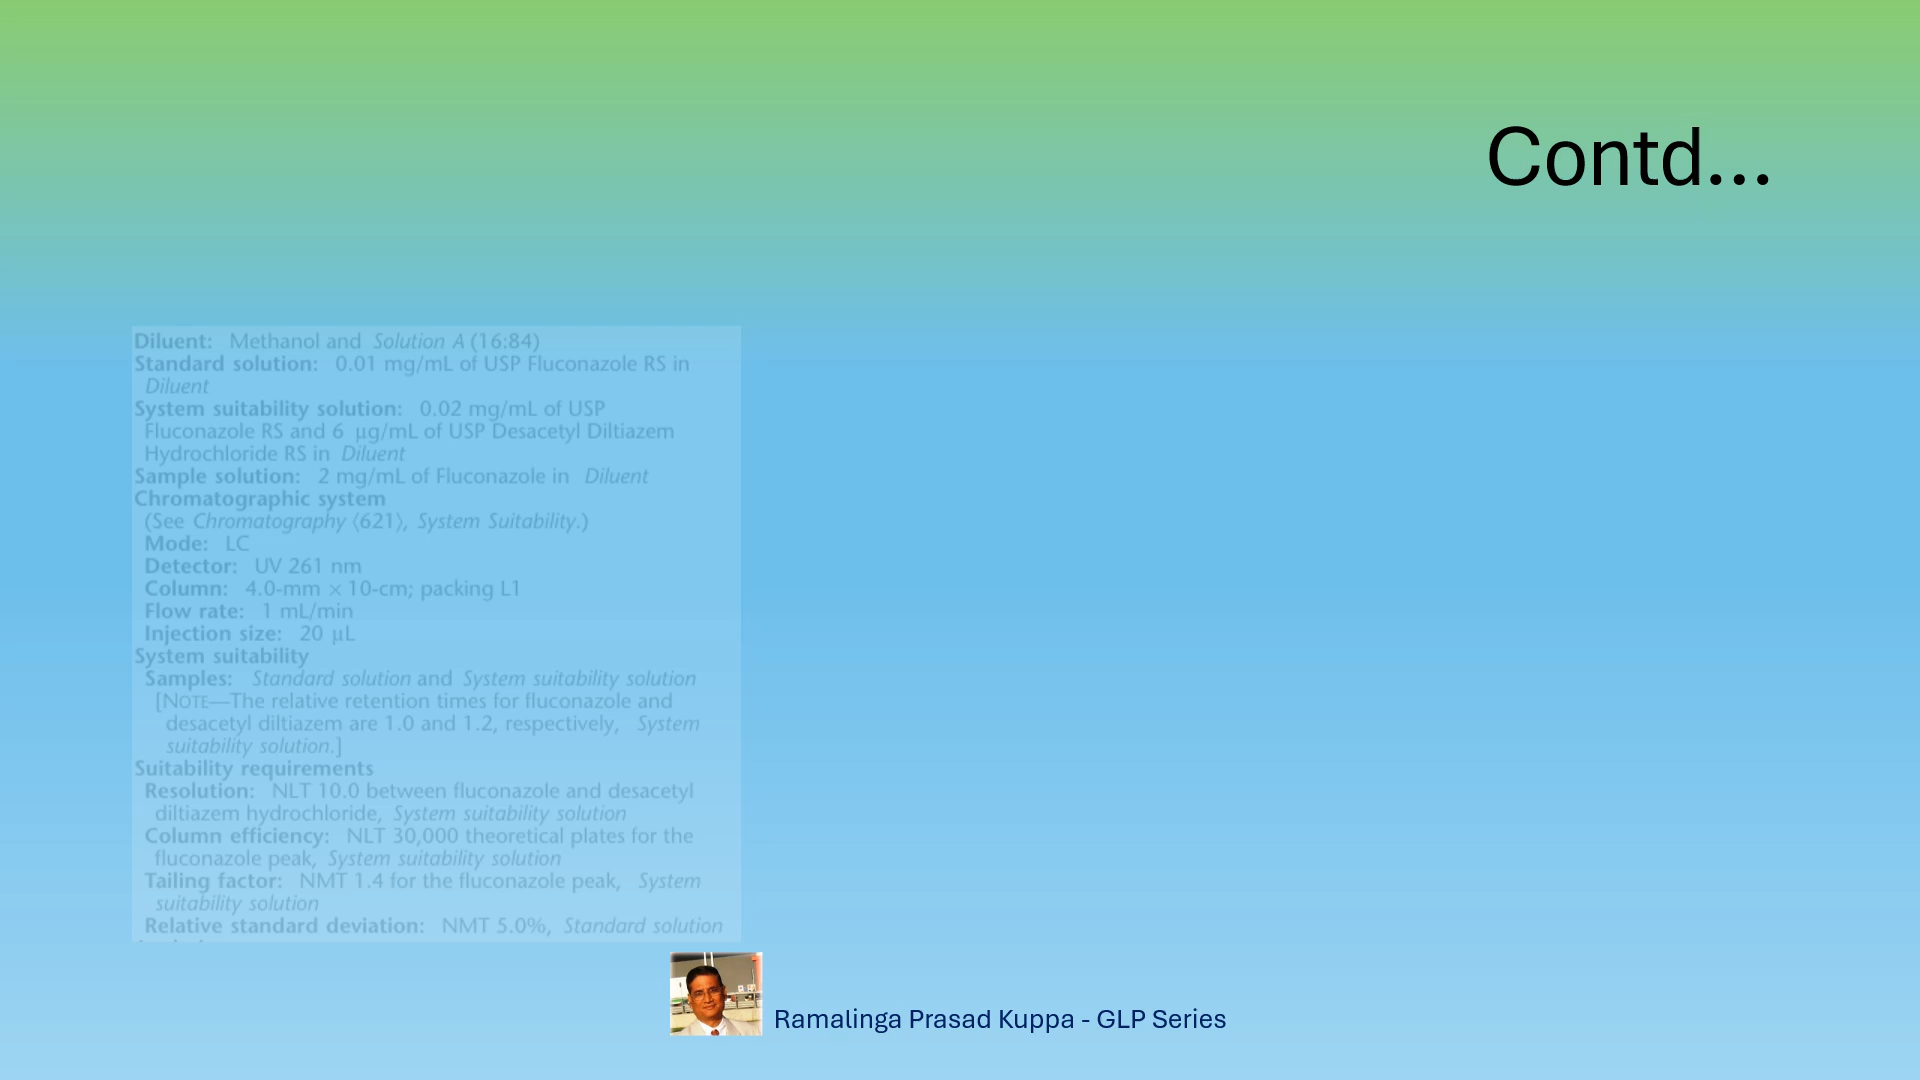 Contd...
Diluent: Methanol and Solution A (16:84)
Standard solution: 0.01 mg/mL of USP Fluconazole RS in
Diluent
System suitability solution: 0.02 mg/mL of USP
Fluconazole RS and 6 µg/mL of USP Desacetyl Diltiazem
Hydrochloride RS in Diluent
Sample solution: 2 mg/mL of Fluconazole in Diluent
Chromatographic system
(See Chromatography ⟨621⟩, System Suitability.)
Mode: LC
Detector: UV 261 nm
Column: 4.0-mm × 10-cm; packing L1
Flow rate: 1 mL/min
Injection size: 20 µL
System suitability
Samples: Standard solution and System suitability solution
[NOTE—The relative retention times for fluconazole and
desacetyl diltiazem are 1.0 and 1.2, respectively, System
suitability solution.]
Suitability requirements
Resolution: NLT 10.0 between fluconazole and desacetyl
diltiazem hydrochloride, System suitability solution
Column efficiency: NLT 30,000 theoretical plates for the
fluconazole peak, System suitability solution
Tailing factor: NMT 1.4 for the fluconazole peak, System
suitability solution
Relative standard deviation: NMT 5.0%, Standard solution
Ramalinga Prasad Kuppa - GLP Series